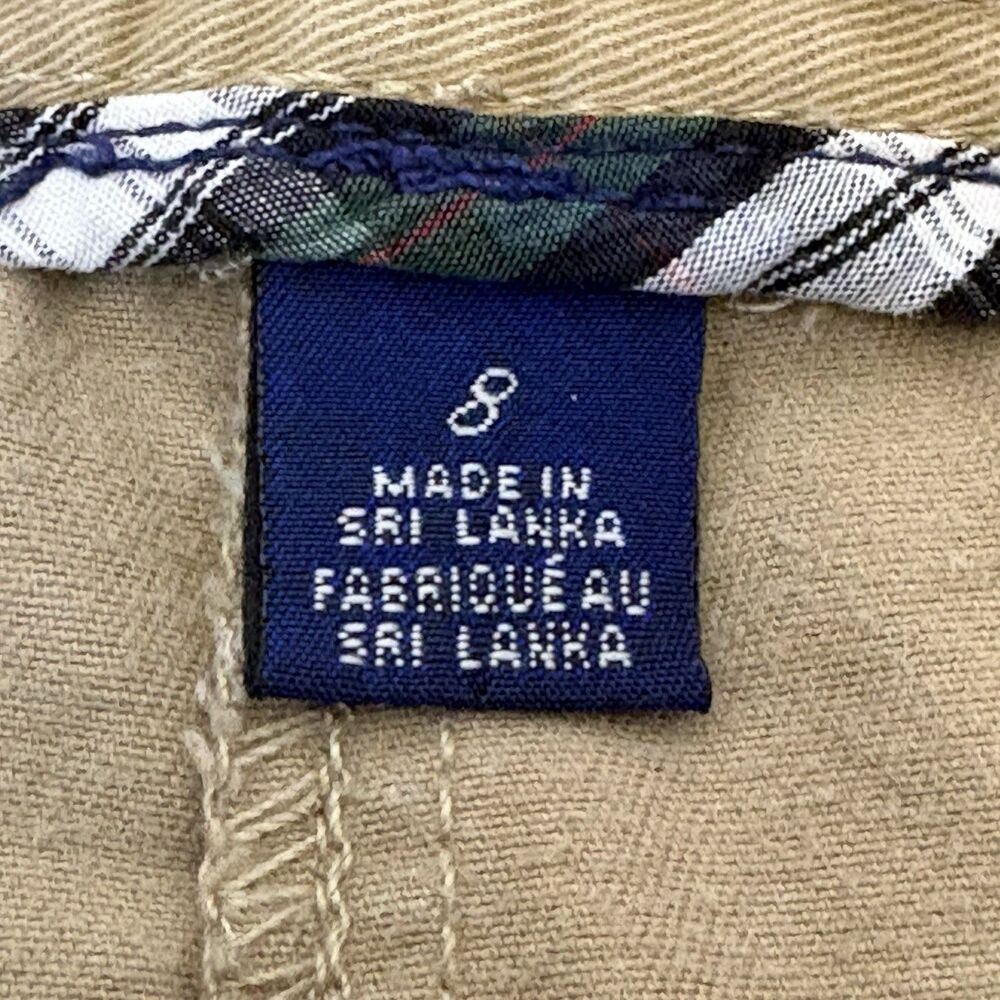 8
MADE IN
SRI LANKA
FABRIQUÉ AU
SRI LANKA